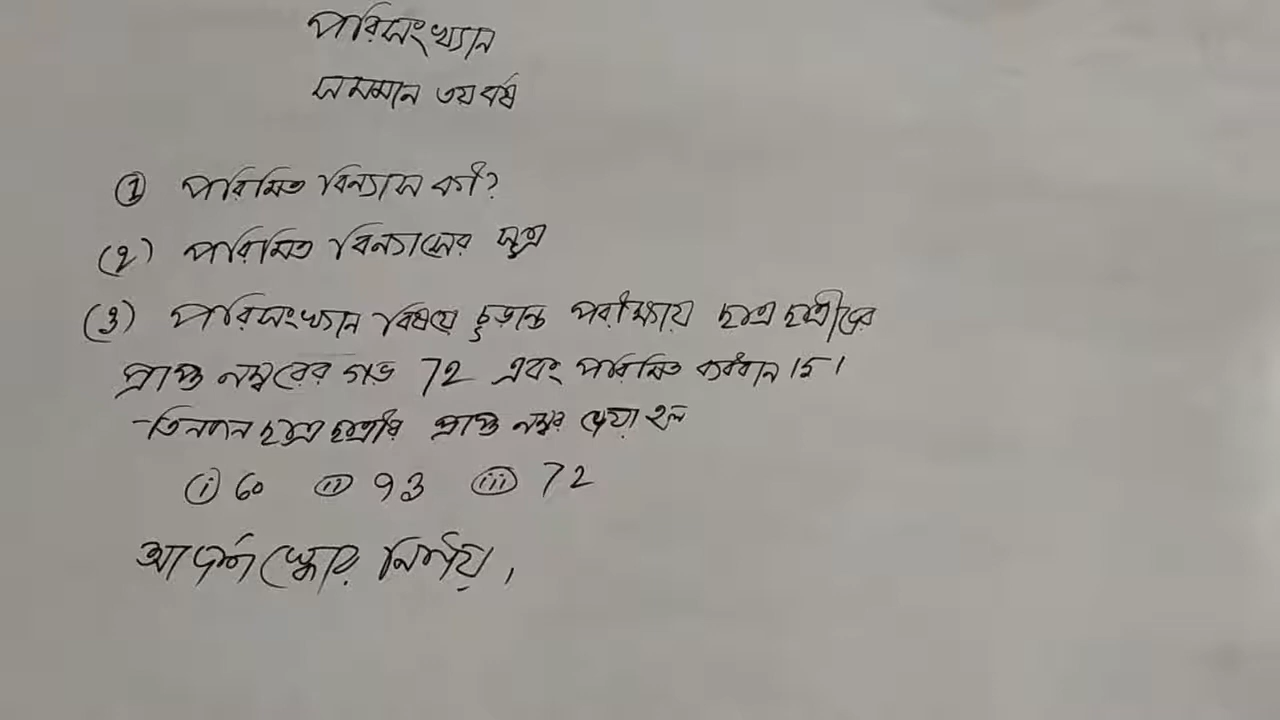 পরিসংখ্যান
সম্মান ৩য় বর্ষ
① পরিমিত বিন্যাস কী?
(২) পরিমিত বিন্যাসের সূত্র
(৩) পরিসংখ্যান বিষয়ে চূড়ান্ত পরীক্ষায় ছাত্র ছাত্রীদের
প্রাপ্ত নম্বরের গড় 72 এবং পরিমিত ব্যবধান 15।
তিনজন ছাত্র ছাত্রীর প্রাপ্ত নম্বর দেয়া হল
ⓘ 60 ⓘⓘ 93 ⓘⓘⓘ 72
আদর্শ স্কোর নির্ণয়।